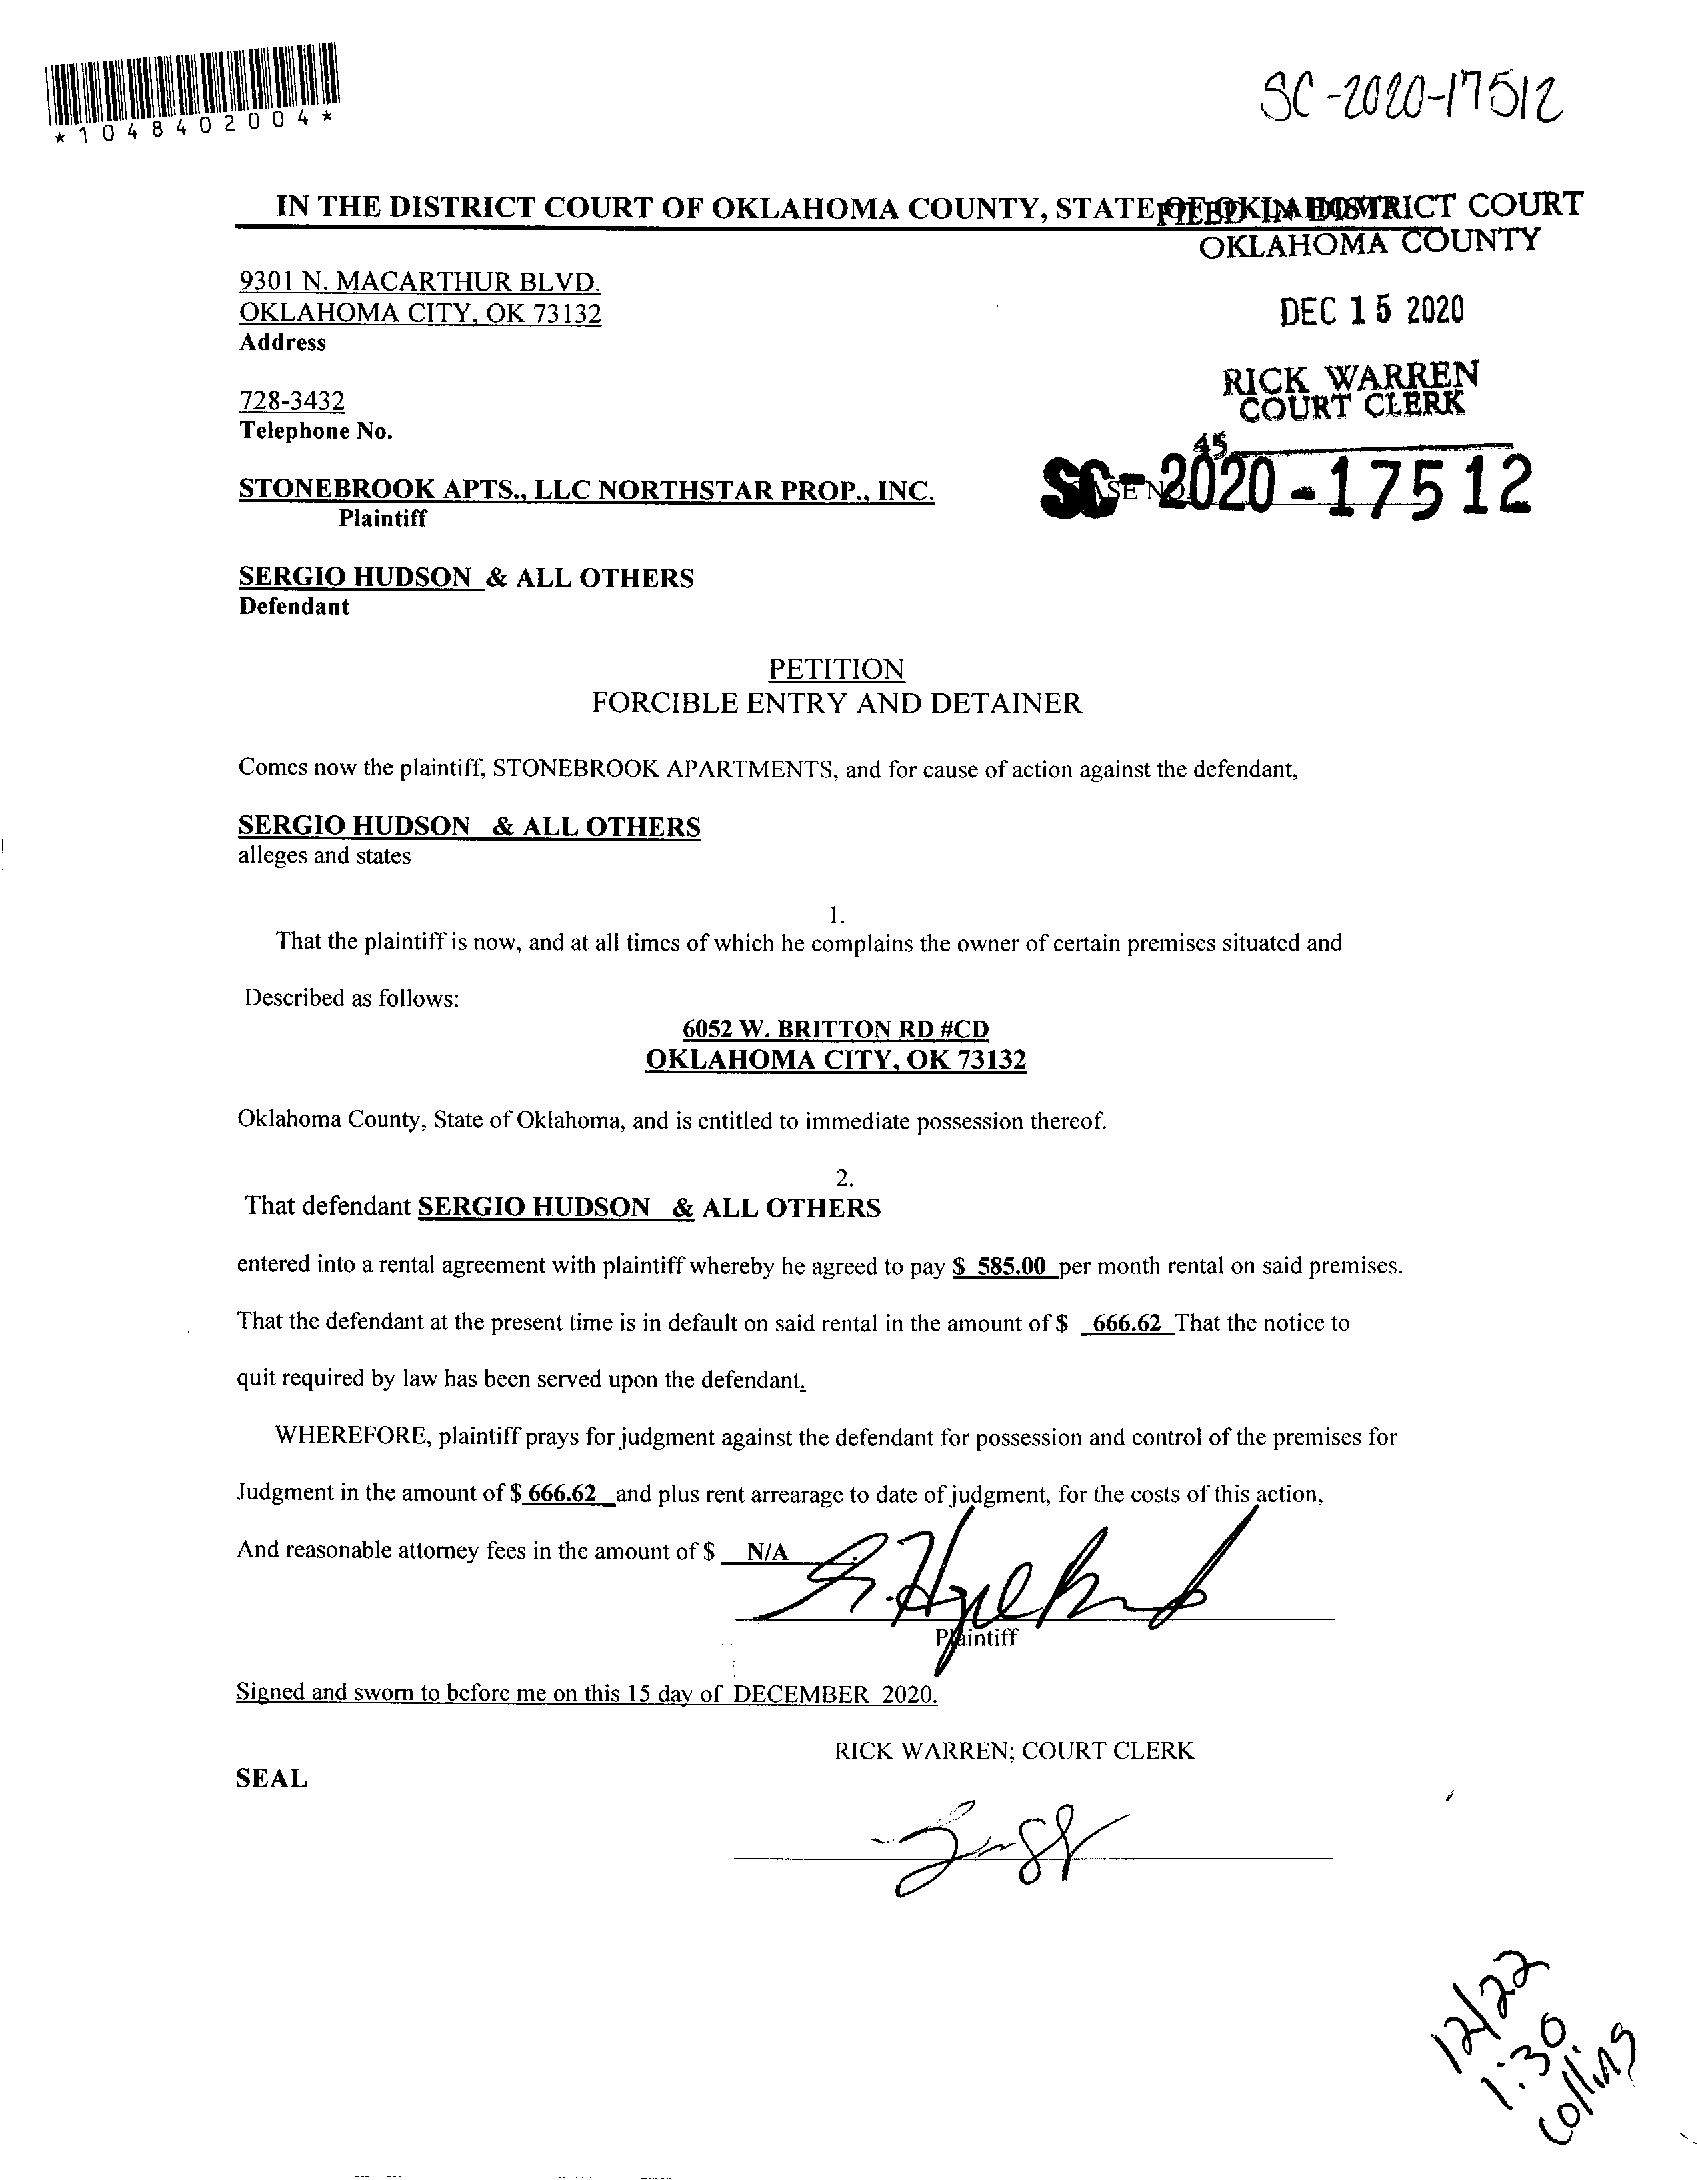 *1048402004*
SC-2020-17512
IN THE DISTRICT COURT OF OKLAHOMA COUNTY, STATE OF OKLAHOMA
FILED IN DISTRICT COURT
OKLAHOMA COUNTY
9301 N. MACARTHUR BLVD.
OKLAHOMA CITY, OK 73132
Address
DEC 15 2020
RICK WARREN
COURT CLERK
728-3432
Telephone No.
45
STONEBROOK APTS., LLC NORTHSTAR PROP., INC.
Plaintiff
CASE NO.
SC-2020-17512
SERGIO HUDSON & ALL OTHERS
Defendant
PETITION
FORCIBLE ENTRY AND DETAINER
Comes now the plaintiff, STONEBROOK APARTMENTS, and for cause of action against the defendant,
SERGIO HUDSON & ALL OTHERS
alleges and states
1.
That the plaintiff is now, and at all times of which he complains the owner of certain premises situated and
Described as follows:
6052 W. BRITTON RD #CD
OKLAHOMA CITY, OK 73132
Oklahoma County, State of Oklahoma, and is entitled to immediate possession thereof.
2.
That defendant SERGIO HUDSON & ALL OTHERS
entered into a rental agreement with plaintiff whereby he agreed to pay $ 585.00 per month rental on said premises.
That the defendant at the present time is in default on said rental in the amount of $ 666.62 That the notice to
quit required by law has been served upon the defendant.
WHEREFORE, plaintiff prays for judgment against the defendant for possession and control of the premises for
Judgment in the amount of $ 666.62 and plus rent arrearage to date of judgment, for the costs of this action,
And reasonable attorney fees in the amount of $ N/A
Plaintiff
Signed and sworn to before me on this 15 day of DECEMBER 2020.
RICK WARREN; COURT CLERK
SEAL
12/22
1:30
Collins